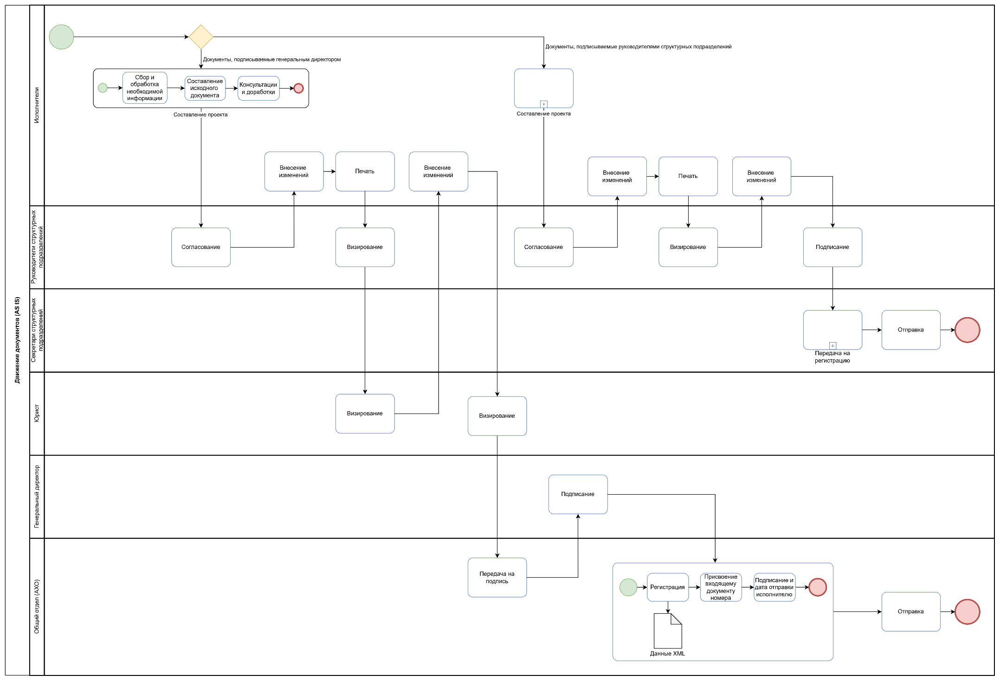 Движение документов (AS IS)
Исполнители
Документы, подписываемые руководителями структурных подразделений
Документы, подписываемые генеральным директором
Сбор и
обработка
необходимой
информации
Составление
исходного
документа
Консультации
и доработки
Составление проекта
Составление проекта
Внесение
изменений
Печать
Внесение
изменений
Внесение
изменений
Печать
Внесение
изменений
Руководители структурных
подразделений
Согласование
Визирование
Согласование
Визирование
Подписание
Секретари структурных
подразделений
Передача на
регистрацию
Отправка
Юрист
Визирование
Визирование
Генеральный директор
Подписание
Общий отдел (АХО)
Передача на
подпись
Регистрация
Присвоение
входящему
документу
номера
Подписание и
дата отправки
исполнителю
Данные XML
Отправка